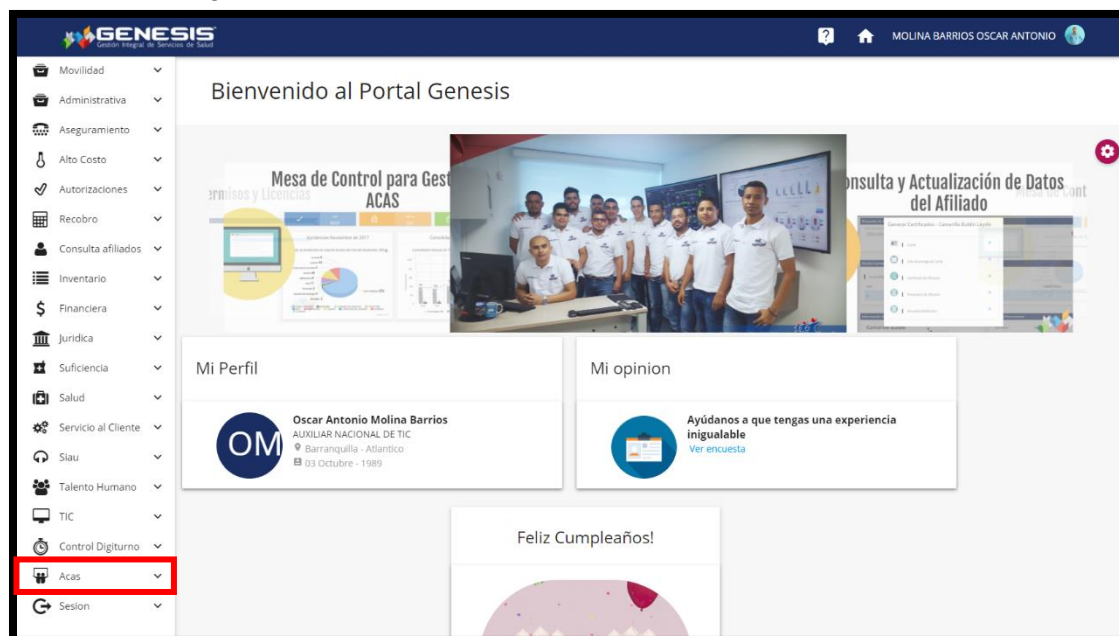 GENESIS
Gestión Integral de Servicios de Salud
MOLINA BARRIOS OSCAR ANTONIO
Movilidad
Administrativa
Aseguramiento
Alto Costo
Autorizaciones
Recobro
Consulta afiliados
Inventario
Financiera
Juridica
Suficiencia
Salud
Servicio al Cliente
Siau
Talento Humano
TIC
Control Digiturno
Acas
Sesion
Bienvenido al Portal Genesis
Mesa de Control para Gest
ACAS
Permisos y Licencias
onsulta y Actualización de Datos
del Afiliado
Mi Perfil
OM
Oscar Antonio Molina Barrios
AUXILIAR NACIONAL DE TIC
Barranquilla - Atlantico
03 Octubre - 1989
Mi opinion
Ayúdanos a que tengas una experiencia
inigualable
Ver encuesta
Feliz Cumpleaños!